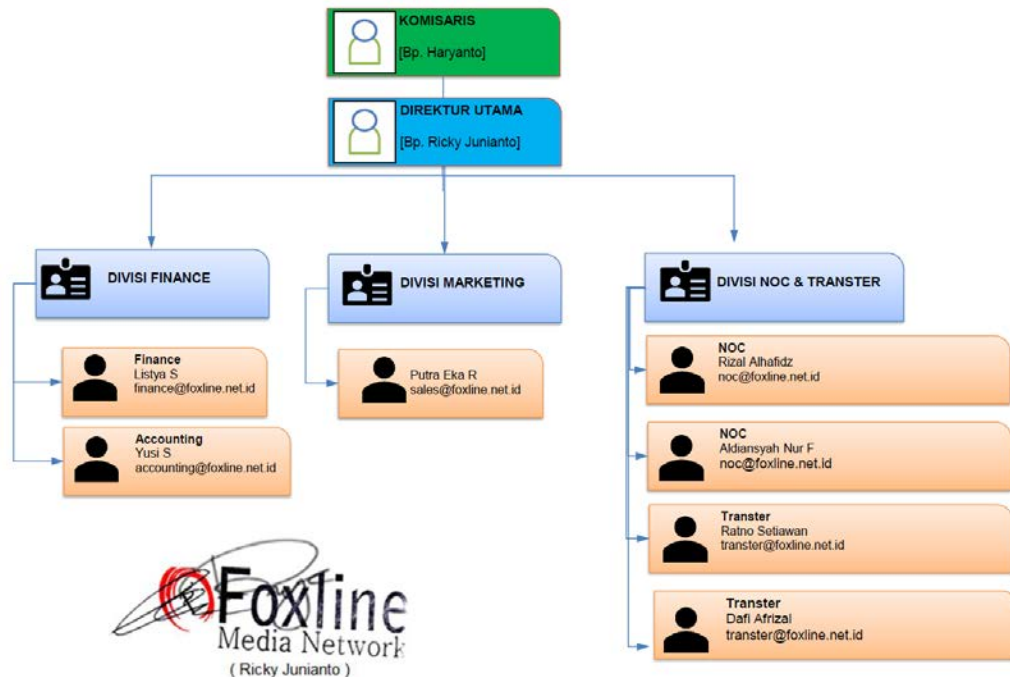 KOMISARIS
[Bp. Haryanto]
DIREKTUR UTAMA
[Bp. Ricky Junianto]
DIVISI FINANCE
Finance
Listya S
finance@foxline.net.id
Accounting
Yusi S
accounting@foxline.net.id
DIVISI MARKETING
Putra Eka R
sales@foxline.net.id
DIVISI NOC & TRANSTER
NOC
Rizal Alhafidz
noc@foxline.net.id
NOC
Aldiansyah Nur F
noc@foxline.net.id
Transter
Ratno Setiawan
transter@foxline.net.id
Transter
Dafi Afrizal
transter@foxline.net.id
Foxline
Media Network
( Ricky Junianto )